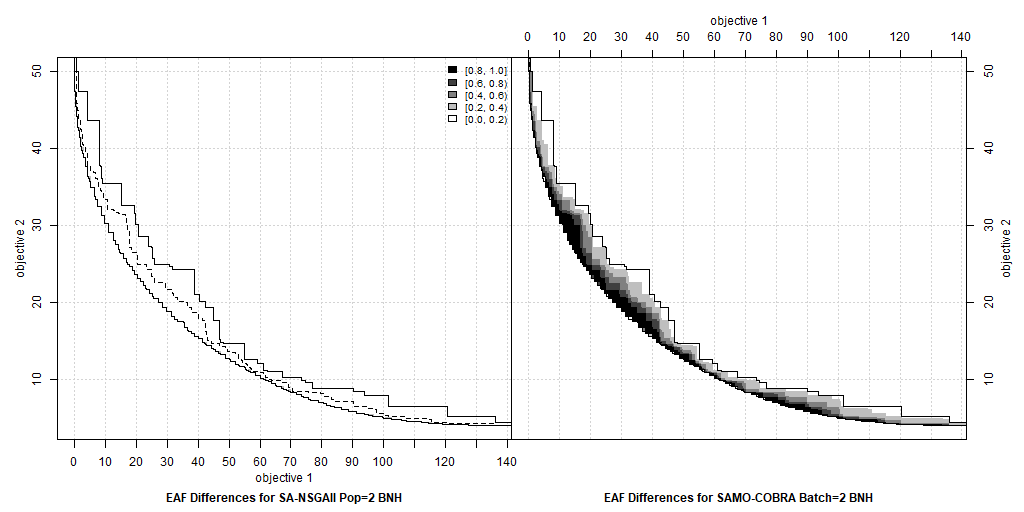 objective 1
0 10 20 30 40 50 60 70 80 100 120 140
[0.8, 1.0]
[0.6, 0.8)
[0.4, 0.6)
[0.2, 0.4)
[0.0, 0.2)
50
40
30
20
10
objective 2
50
40
30
20
10
objective 2
0 10 20 30 40 50 60 70 80 100 120 140
objective 1
EAF Differences for SA-NSGAII Pop=2 BNH
EAF Differences for SAMO-COBRA Batch=2 BNH